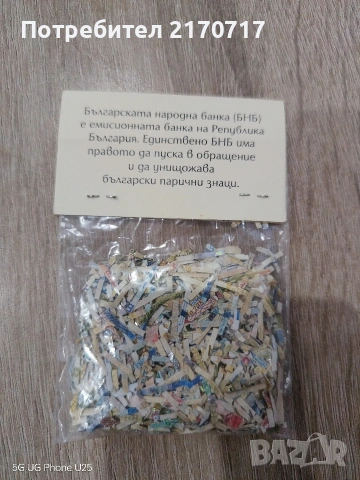 Потребител 2170717
Българската народна банка (БНБ)
е емисионната банка на Република
България. Единствено БНБ има
правото да пуска в обращение
и да унищожава
български парични знаци.
5G UG Phone U25
BAZAR